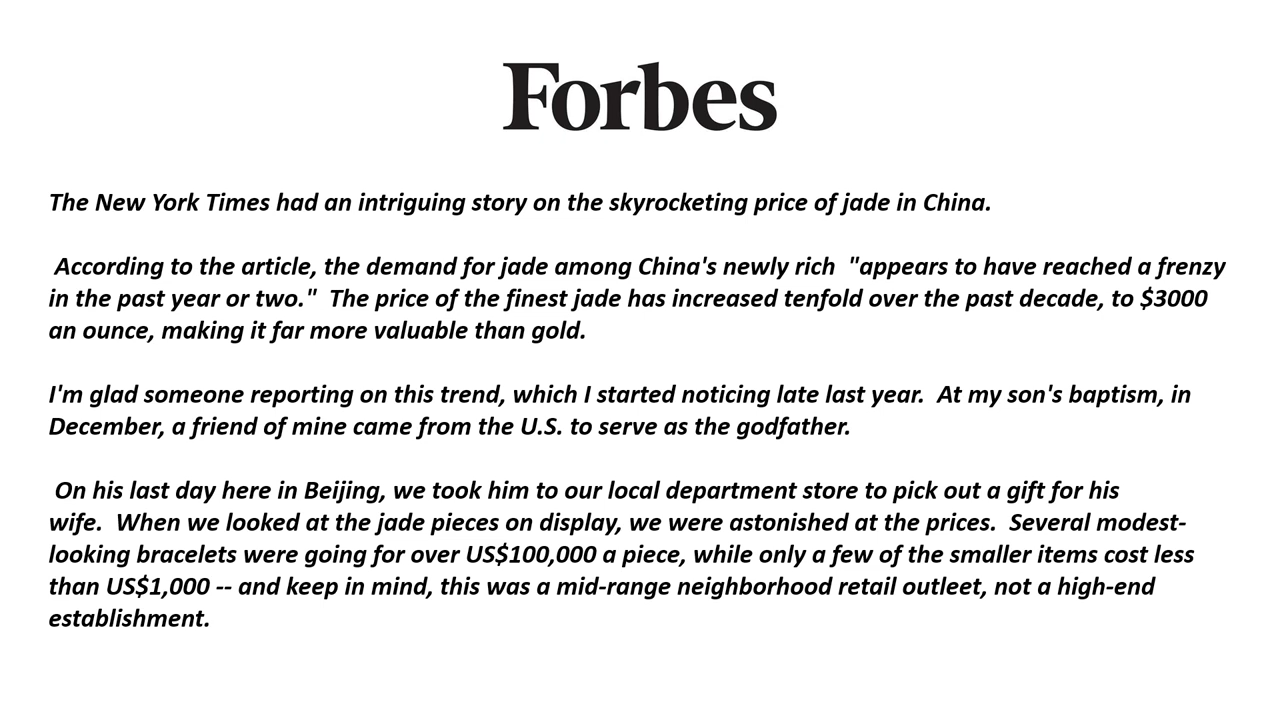 Forbes
The New York Times had an intriguing story on the skyrocketing price of jade in China.
According to the article, the demand for jade among China's newly rich  "appears to have reached a frenzy
in the past year or two."  The price of the finest jade has increased tenfold over the past decade, to $3000
an ounce, making it far more valuable than gold.
I'm glad someone reporting on this trend, which I started noticing late last year.  At my son's baptism, in
December, a friend of mine came from the U.S. to serve as the godfather.
On his last day here in Beijing, we took him to our local department store to pick out a gift for his
wife.  When we looked at the jade pieces on display, we were astonished at the prices.  Several modest-
looking bracelets were going for over US$100,000 a piece, while only a few of the smaller items cost less
than US$1,000 -- and keep in mind, this was a mid-range neighborhood retail outleet, not a high-end
establishment.